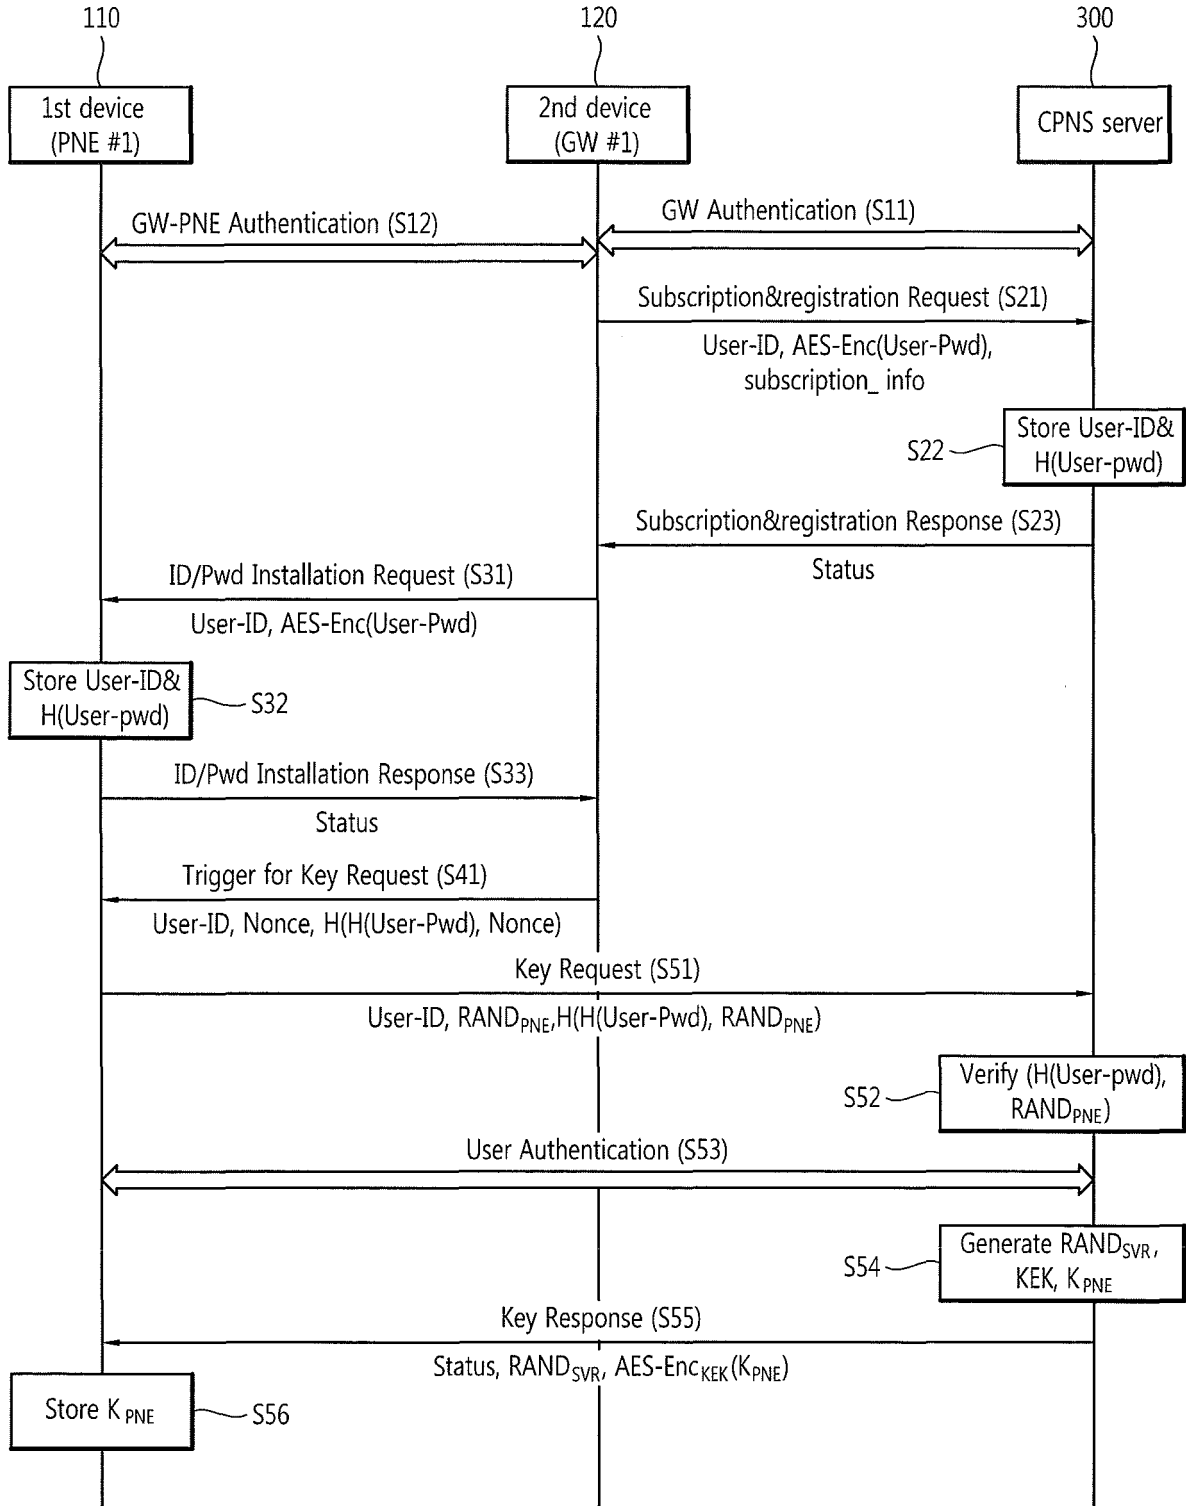 110
120
300
1st device
(PNE #1)
2nd device
(GW #1)
CPNS server
GW-PNE Authentication (S12)
GW Authentication (S11)
Subscription&registration Request (S21)
User-ID, AES-Enc(User-Pwd),
subscription_ info
Store User-ID&
H(User-pwd)
S22
Subscription&registration Response (S23)
Status
ID/Pwd Installation Request (S31)
User-ID, AES-Enc(User-Pwd)
Store User-ID&
H(User-pwd)
S32
ID/Pwd Installation Response (S33)
Status
Trigger for Key Request (S41)
User-ID, Nonce, H(H(User-Pwd), Nonce)
Key Request (S51)
User-ID, RANDPNE,H(H(User-Pwd), RANDPNE)
Verify (H(User-pwd),
RANDPNE)
S52
User Authentication (S53)
Generate RANDSVR,
KEK, KPNE
S54
Key Response (S55)
Status, RANDSVR, AES-EncKEK(KPNE)
Store KPNE
S56